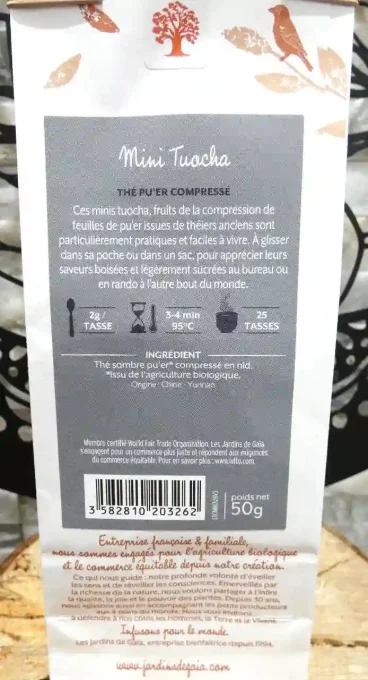 Mini Tuocha
THÉ PU'ER COMPRESSÉ
Ces minis tuocha, fruits de la compression de
feuilles de pu'er issues de théiers anciens sont
particulièrement pratiques et faciles à vivre. À glisser
dans sa poche ou dans un sac, pour apprécier leurs
saveurs boisées et légèrement sucrées au bureau ou
en rando à l'autre bout du monde.
2g /
TASSE
3-4 min
95°C
25
TASSES
INGRÉDIENT
Thé sombre pu'er* compressé en nid.
*Issu de l'agriculture biologique.
Origine : Chine - Yunnan
Membre certifié World Fair Trade Organization. Les Jardins de Gaïa
s'engagent pour un commerce plus juste et répondent aux exigences
du commerce équitable. Pour en savoir plus : www.wfto.com.
3 582810 203262
poids net
50g
Entreprise française & familiale,
nous sommes engagés pour l'agriculture biologique
et le commerce équitable depuis notre création.
Ce qui nous guide : notre profonde volonté d'éveiller
les sens et de réveiller les consciences. Émerveillés par
la richesse de la nature, nous voulons partager à l'infini
la qualité, la joie et le pouvoir des plantes. Depuis 30 ans,
nous agissons aussi en accompagnant les petits producteurs
aux 4 coins du monde. Nous vous invitons
à défendre à nos côtés les Hommes, la Terre et le Vivant.
Infusons pour le monde.
Les Jardins de Gaïa, entreprise bienfaitrice depuis 1994.
www.jardinsdegaia.com